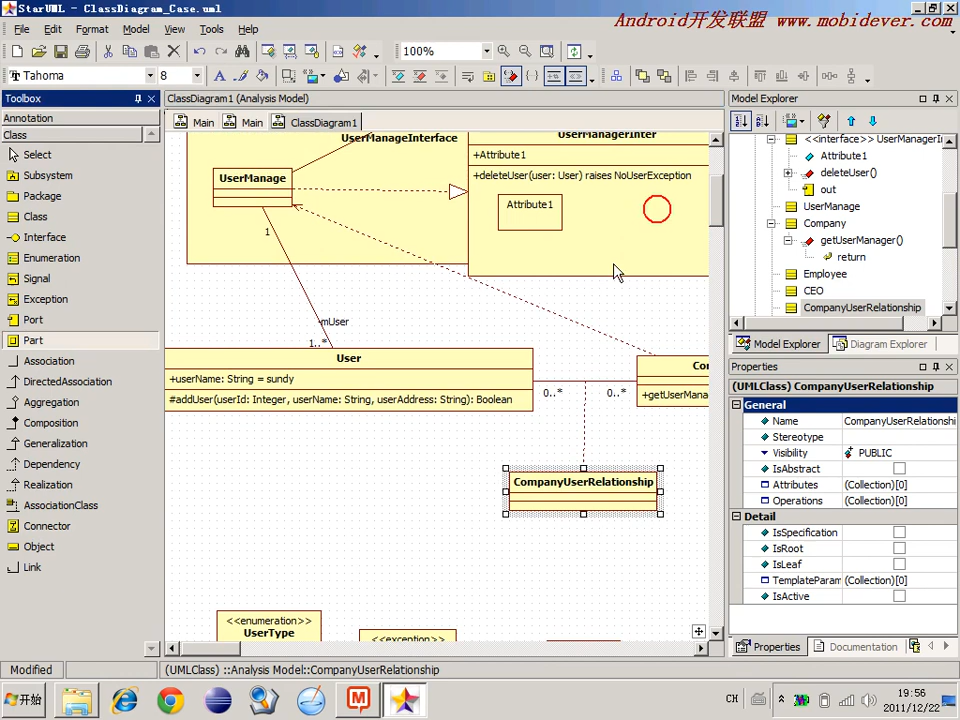 StarUML - ClassDiagram_Case.uml
Android开发联盟 www.mobidever.com
File Edit Format Model View Tools Help
100%
Tahoma 8
Toolbox
Annotation
Class
Select
Subsystem
Package
Class
Interface
Enumeration
Signal
Exception
Port
Part
Association
DirectedAssociation
Aggregation
Composition
Generalization
Dependency
Realization
AssociationClass
Connector
Object
Link
ClassDiagram1 (Analysis Model)
Main Main ClassDiagram1
UserManageInterface
UserManage
UserManagerInter
+Attribute1
+deleteUser(user: User) raises NoUserException
Attribute1
1
-mUser
1..*
User
+userName: String = sundy
#addUser(userId: Integer, userName: String, userAddress: String): Boolean
0..* 0..*
Com
+getUserMana
CompanyUserRelationship
<<enumeration>>
UserType
<<exception>>
Model Explorer
<<interface>> UserManagerI
Attribute1
deleteUser()
out
UserManage
Company
getUserManager()
return
Employee
CEO
CompanyUserRelationship
Model Explorer Diagram Explorer
Properties
(UMLClass) CompanyUserRelationship
General
Name CompanyUserRelationshi
Stereotype
Visibility PUBLIC
IsAbstract
Attributes (Collection)[0]
Operations (Collection)[0]
Detail
IsSpecification
IsRoot
IsLeaf
TemplateParam (Collection)[0]
IsActive
Properties Documentation
Modified (UMLClass) ::Analysis Model::CompanyUserRelationship
开始
CH
19:56
2011/12/22